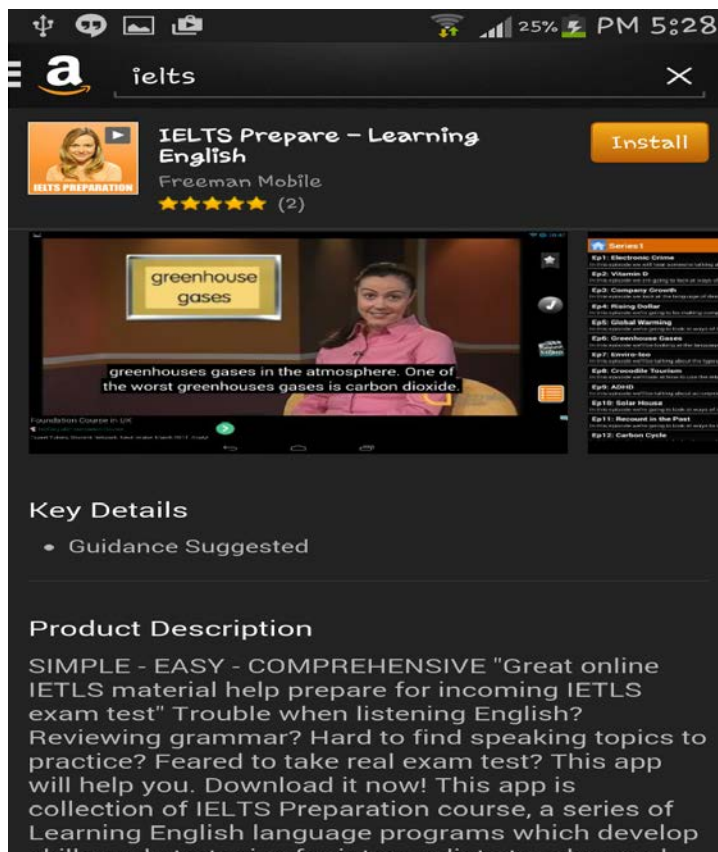 25% PM 5:28
a ielts
IELTS Prepare – Learning
English
Install
Freeman Mobile
(2)
IELTS PREPARATION
greenhouse
gases
greenhouses gases in the atmosphere. One of
the worst greenhouses gases is carbon dioxide.
Foundation Course in UK
Series1
Ep1: Electronic Crime
Ep2: Vitamin D
Ep3: Company Growth
Ep4: Rising Dollar
Ep5: Global Warming
Ep6: Greenhouse Gases
Ep7: Enviro-loo
Ep8: Crocodile Tourism
Ep9: ADHD
Ep10: Solar House
Ep11: Recount in the Past
Ep12: Carbon Cycle
Key Details
• Guidance Suggested
Product Description
SIMPLE - EASY - COMPREHENSIVE "Great online
IETLS material help prepare for incoming IETLS
exam test" Trouble when listening English?
Reviewing grammar? Hard to find speaking topics to
practice? Feared to take real exam test? This app
will help you. Download it now! This app is
collection of IELTS Preparation course, a series of
Learning English language programs which develop